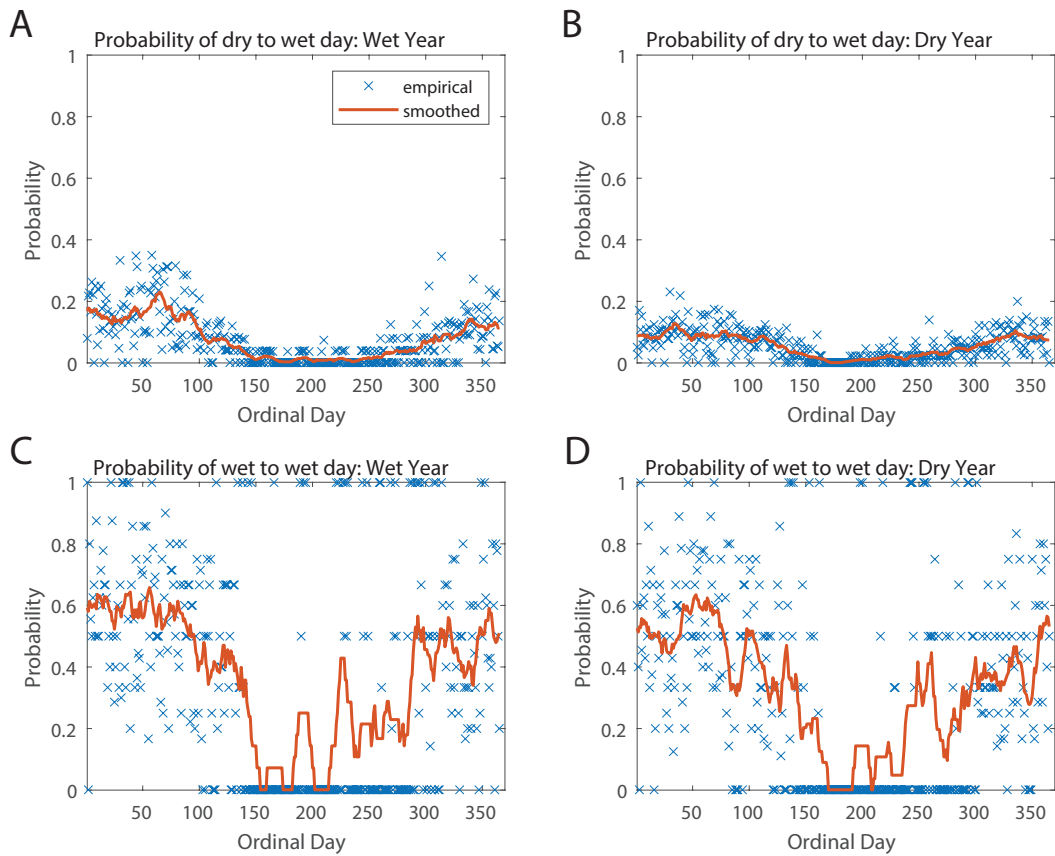 A
Probability of dry to wet day: Wet Year
1
0.8
0.6
0.4
0.2
0
Probability
empirical
smoothed
50 100 150 200 250 300 350
Ordinal Day
B
Probability of dry to wet day: Dry Year
1
0.8
0.6
0.4
0.2
0
Probability
50 100 150 200 250 300 350
Ordinal Day
C
Probability of wet to wet day: Wet Year
1
0.8
0.6
0.4
0.2
0
Probability
50 100 150 200 250 300 350
Ordinal Day
D
Probability of wet to wet day: Dry Year
1
0.8
0.6
0.4
0.2
0
Probability
50 100 150 200 250 300 350
Ordinal Day